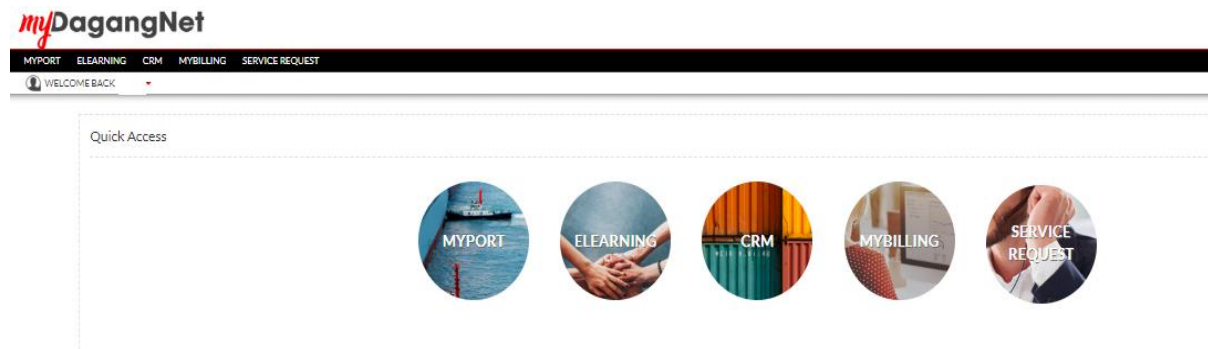 myDagangNet
MYPORT ELEARNING CRM MYBILLING SERVICE REQUEST
WELCOME BACK
Quick Access
MYPORT ELEARNING CRM MYBILLING SERVICE
REQUEST